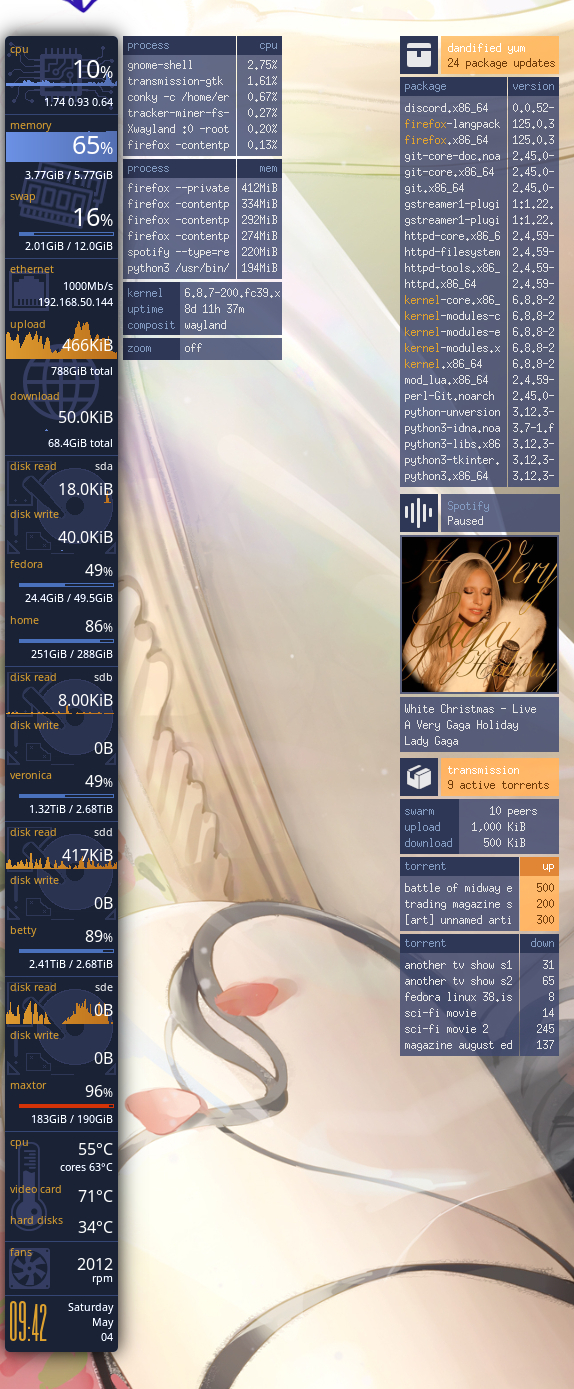 cpu
10%
1.74 0.93 0.64
memory
65%
3.77GiB / 5.77GiB
swap
16%
2.01GiB / 12.0GiB
ethernet
1000Mb/s
192.168.50.144
upload
466KiB
788GiB total
download
50.0KiB
68.4GiB total
disk read sda
18.0KiB
disk write
40.0KiB
fedora
49%
24.4GiB / 49.5GiB
home
86%
251GiB / 288GiB
disk read sdb
8.00KiB
disk write
0B
veronica
49%
1.32TiB / 2.68TiB
disk read sdd
417KiB
disk write
0B
betty
89%
2.41TiB / 2.68TiB
disk read sde
0B
disk write
0B
maxtor
96%
183GiB / 190GiB
cpu
55°C
cores 63°C
video card
71°C
hard disks
34°C
fans
2012
rpm
09:42
Saturday
May
04
process cpu
gnome-shell 2.75%
transmission-gtk 1.61%
conky -c /home/er 0.67%
tracker-miner-fs- 0.27%
Xwayland :0 -root 0.20%
firefox -contentp 0.13%
process mem
firefox --private 412MiB
firefox -contentp 334MiB
firefox -contentp 292MiB
firefox -contentp 274MiB
spotify --type=re 220MiB
python3 /usr/bin/ 194MiB
kernel 6.8.7-200.fc39.x
uptime 8d 11h 37m
composit wayland
zoom off
dandified yum
24 package updates
package version
discord.x86_64 0.0.52-
firefox-langpack 125.0.3
firefox.x86_64 125.0.3
git-core-doc.noa 2.45.0-
git-core.x86_64 2.45.0-
git.x86_64 2.45.0-
gstreamer1-plugi 1:1.22.
gstreamer1-plugi 1:1.22.
httpd-core.x86_6 2.4.59-
httpd-filesystem 2.4.59-
httpd-tools.x86_ 2.4.59-
httpd.x86_64 2.4.59-
kernel-core.x86_ 6.8.8-2
kernel-modules-c 6.8.8-2
kernel-modules-e 6.8.8-2
kernel-modules.x 6.8.8-2
kernel.x86_64 6.8.8-2
mod_lua.x86_64 2.4.59-
perl-Git.noarch 2.45.0-
python-unversion 3.12.3-
python3-idna.noa 3.7-1.f
python3-libs.x86 3.12.3-
python3-tkinter. 3.12.3-
python3.x86_64 3.12.3-
Spotify
Paused
A Very
Gaga
Holiday
White Christmas - Live
A Very Gaga Holiday
Lady Gaga
transmission
9 active torrents
swarm 10 peers
upload 1,000 KiB
download 500 KiB
torrent up
battle of midway e 500
trading magazine s 200
[art] unnamed arti 300
torrent down
another tv show s1 31
another tv show s2 65
fedora linux 38.is 8
sci-fi movie 14
sci-fi movie 2 245
magazine august ed 137